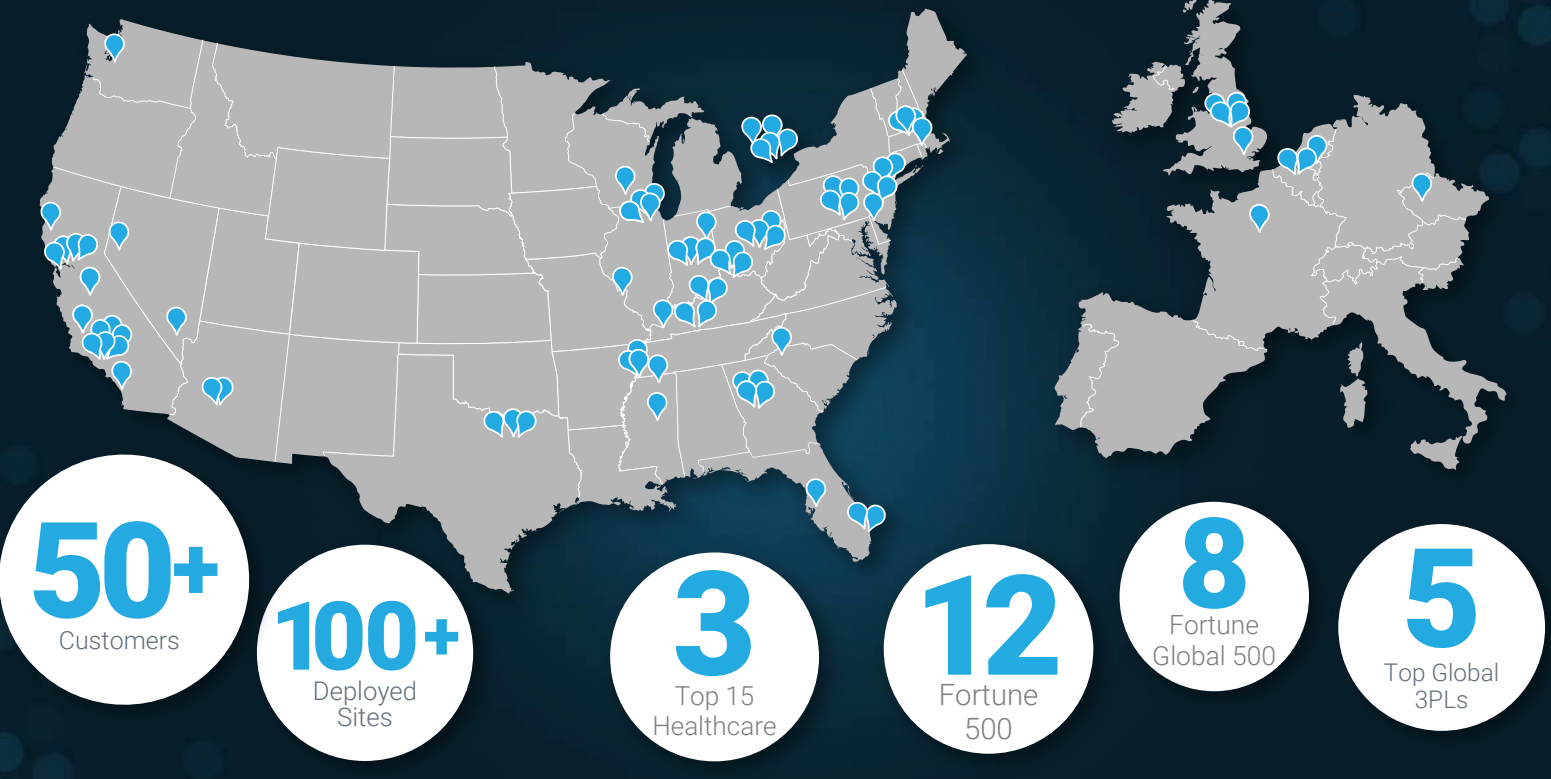 50+
Customers
100+
Deployed
Sites
3
Top 15
Healthcare
12
Fortune
500
8
Fortune
Global 500
5
Top Global
3PLs